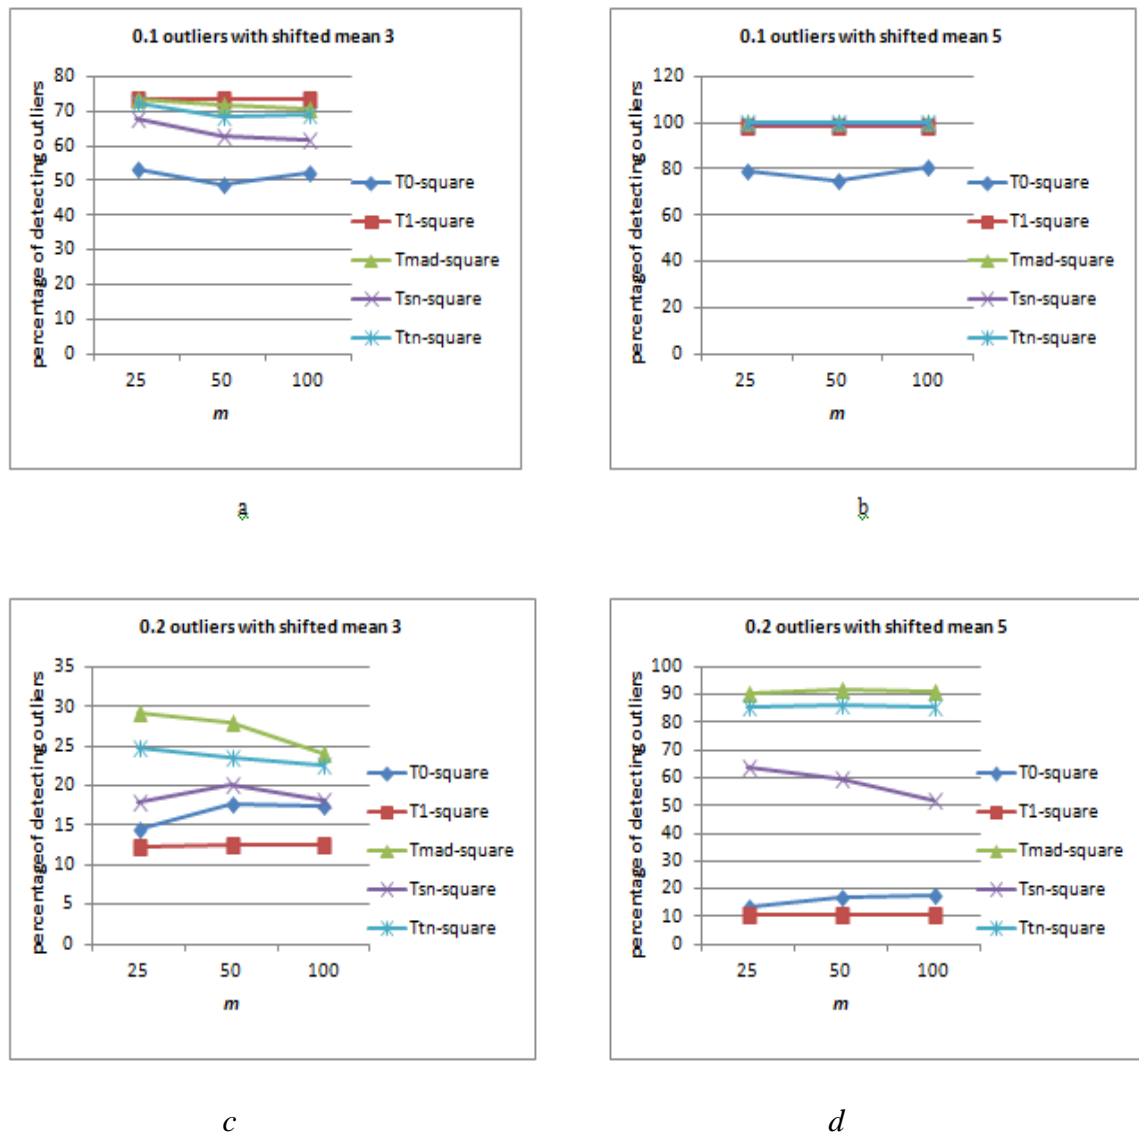 0.1 outliers with shifted mean 3
percentage of detecting outliers
80
70
60
50
40
30
20
10
0
25 50 100
m
T0-square
T1-square
Tmad-square
Tsn-square
Ttn-square
a
0.1 outliers with shifted mean 5
percentageof detecting outliers
120
100
80
60
40
20
0
25 50 100
m
T0-square
T1-square
Tmad-square
Tsn-square
Ttn-square
b
0.2 outliers with shifted mean 3
percentageof detecting outliers
35
30
25
20
15
10
5
0
25 50 100
m
T0-square
T1-square
Tmad-square
Tsn-square
Ttn-square
c
0.2 outliers with shifted mean 5
percentageof detecting outliers
100
90
80
70
60
50
40
30
20
10
0
25 50 100
m
T0-square
T1-square
Tmad-square
Tsn-square
Ttn-square
d